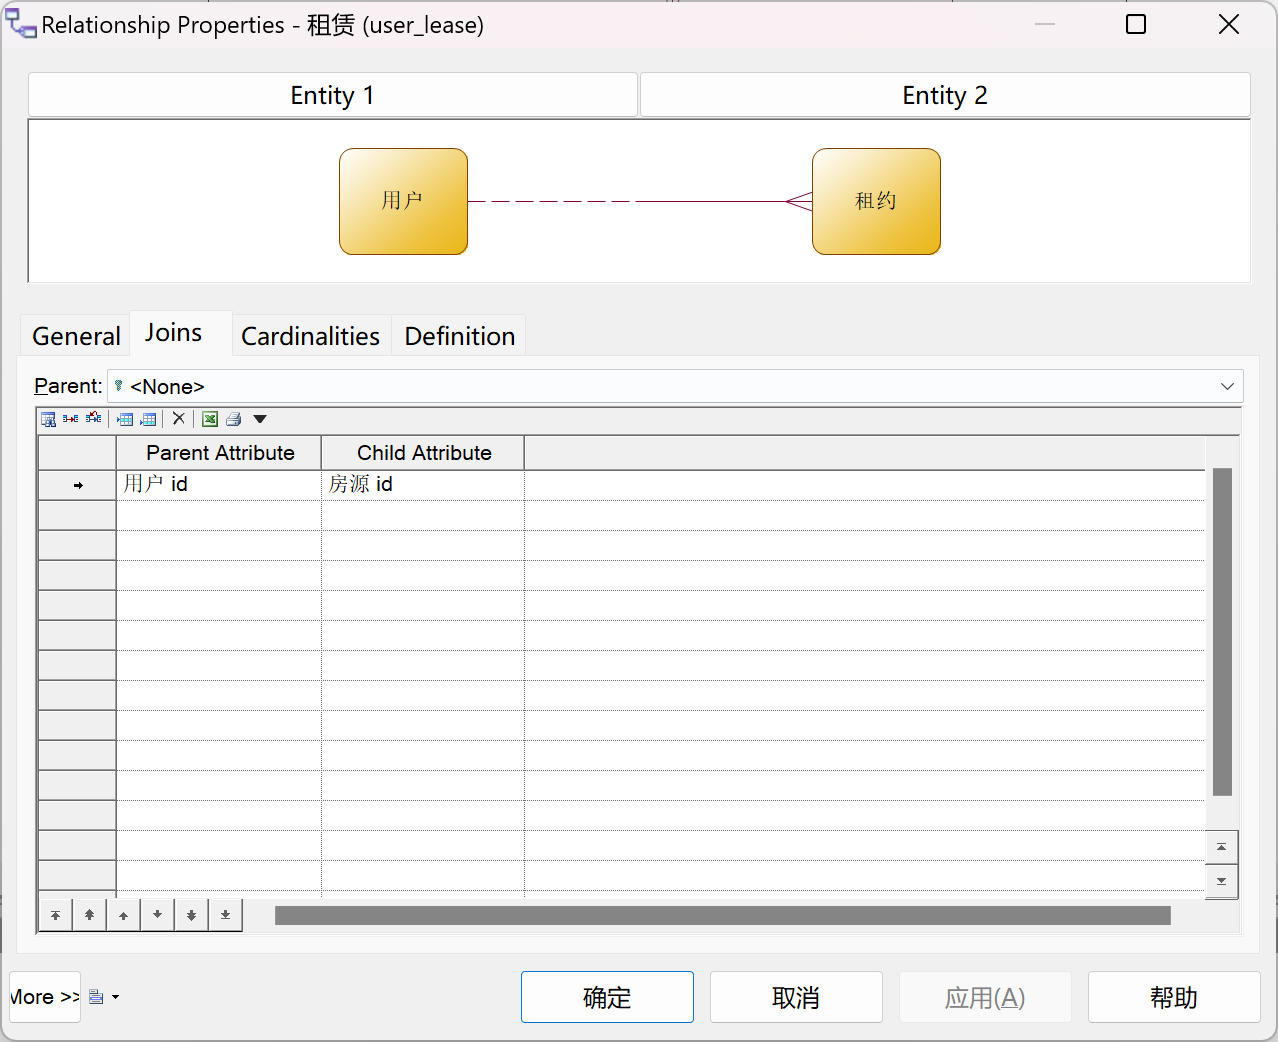 Relationship Properties - 租赁 (user_lease)
Entity 1
Entity 2
用户
租约
General
Joins
Cardinalities
Definition
Parent:
<None>
Parent Attribute
Child Attribute
用户 id
房源 id
More >>
确定
取消
应用(A)
帮助